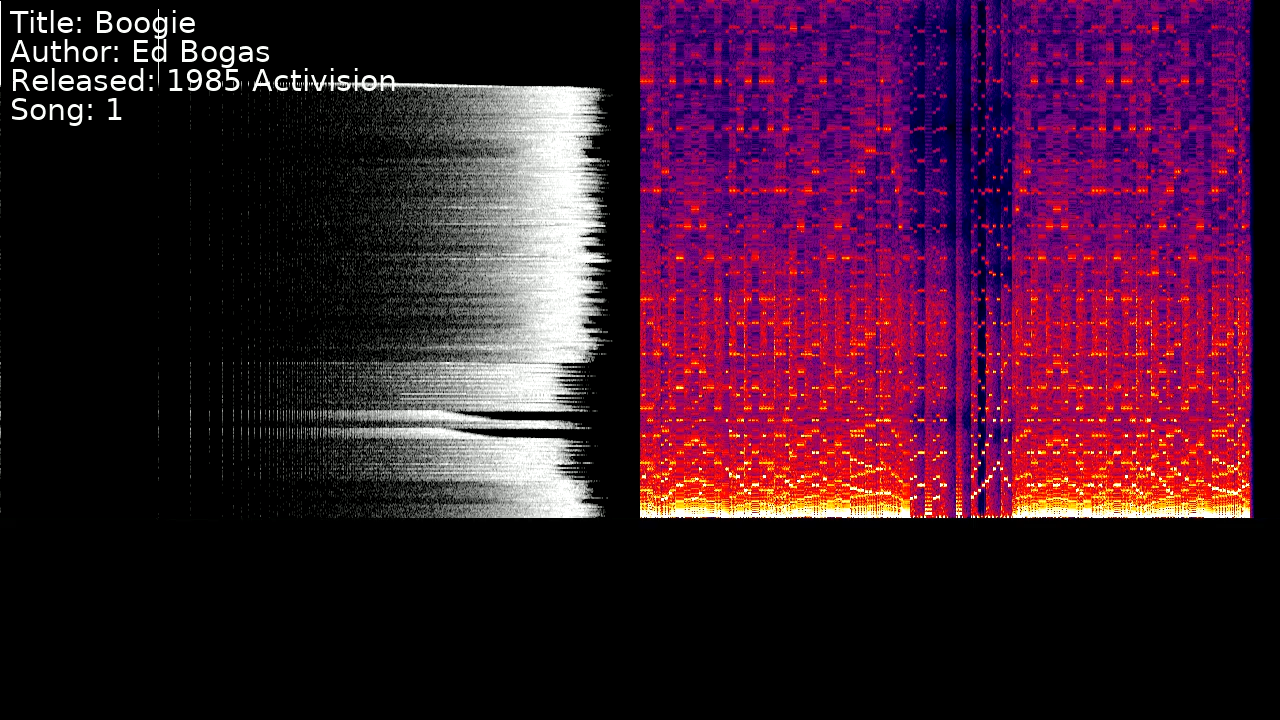 Title: Boogie
Author: Ed Bogas
Released: 1985 Activision
Song: 1